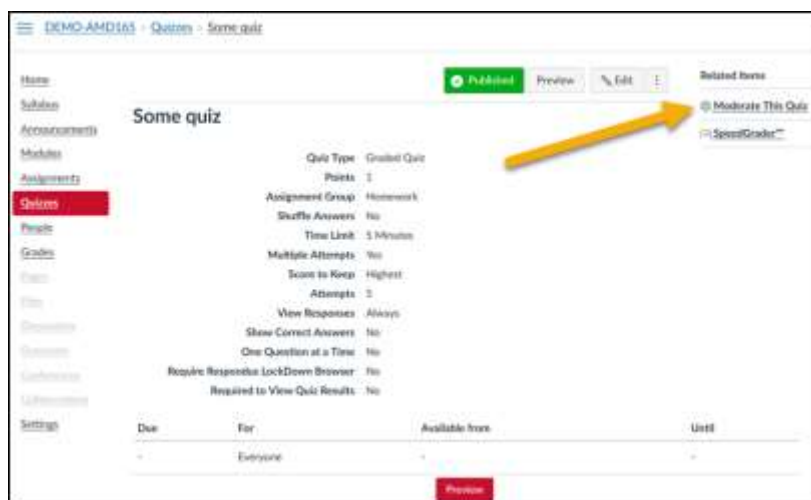 DEMO-AMD165 > Quizzes > Some quiz
Home
Syllabus
Announcements
Modules
Assignments
Quizzes
People
Grades
Settings
Published Preview Edit
Some quiz
Quiz Type Graded Quiz
Points 1
Assignment Group Homework
Shuffle Answers No
Time Limit 5 Minutes
Multiple Attempts Yes
Score to Keep Highest
Attempts 5
View Responses Always
Show Correct Answers No
One Question at a Time No
Require Respondus LockDown Browser No
Required to View Quiz Results No
Due For Available from Until
- Everyone - -
Preview
Related Items
Moderate This Quiz
SpeedGrader™